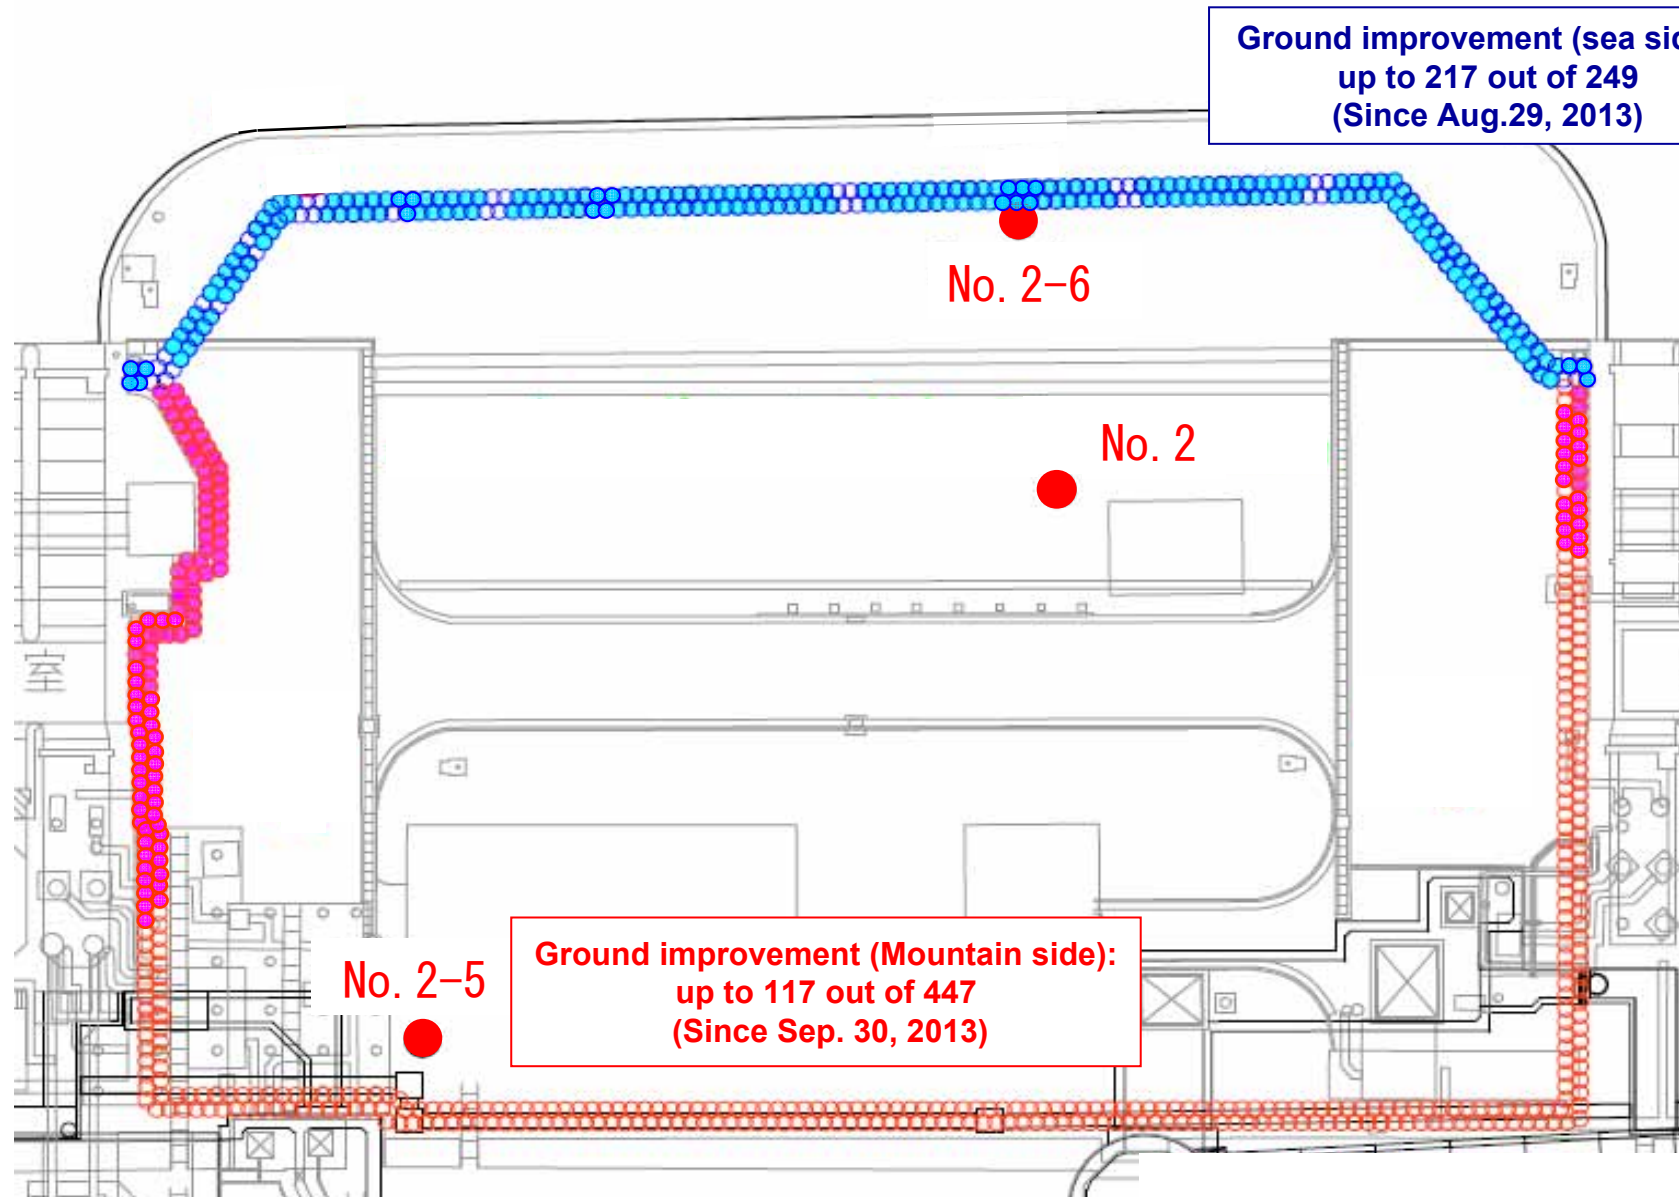 Ground improvement (sea sid
up to 217 out of 249
(Since Aug.29, 2013)
No. 2-6
No. 2
室
No. 2-5
Ground improvement (Mountain side):
up to 117 out of 447
(Since Sep. 30, 2013)